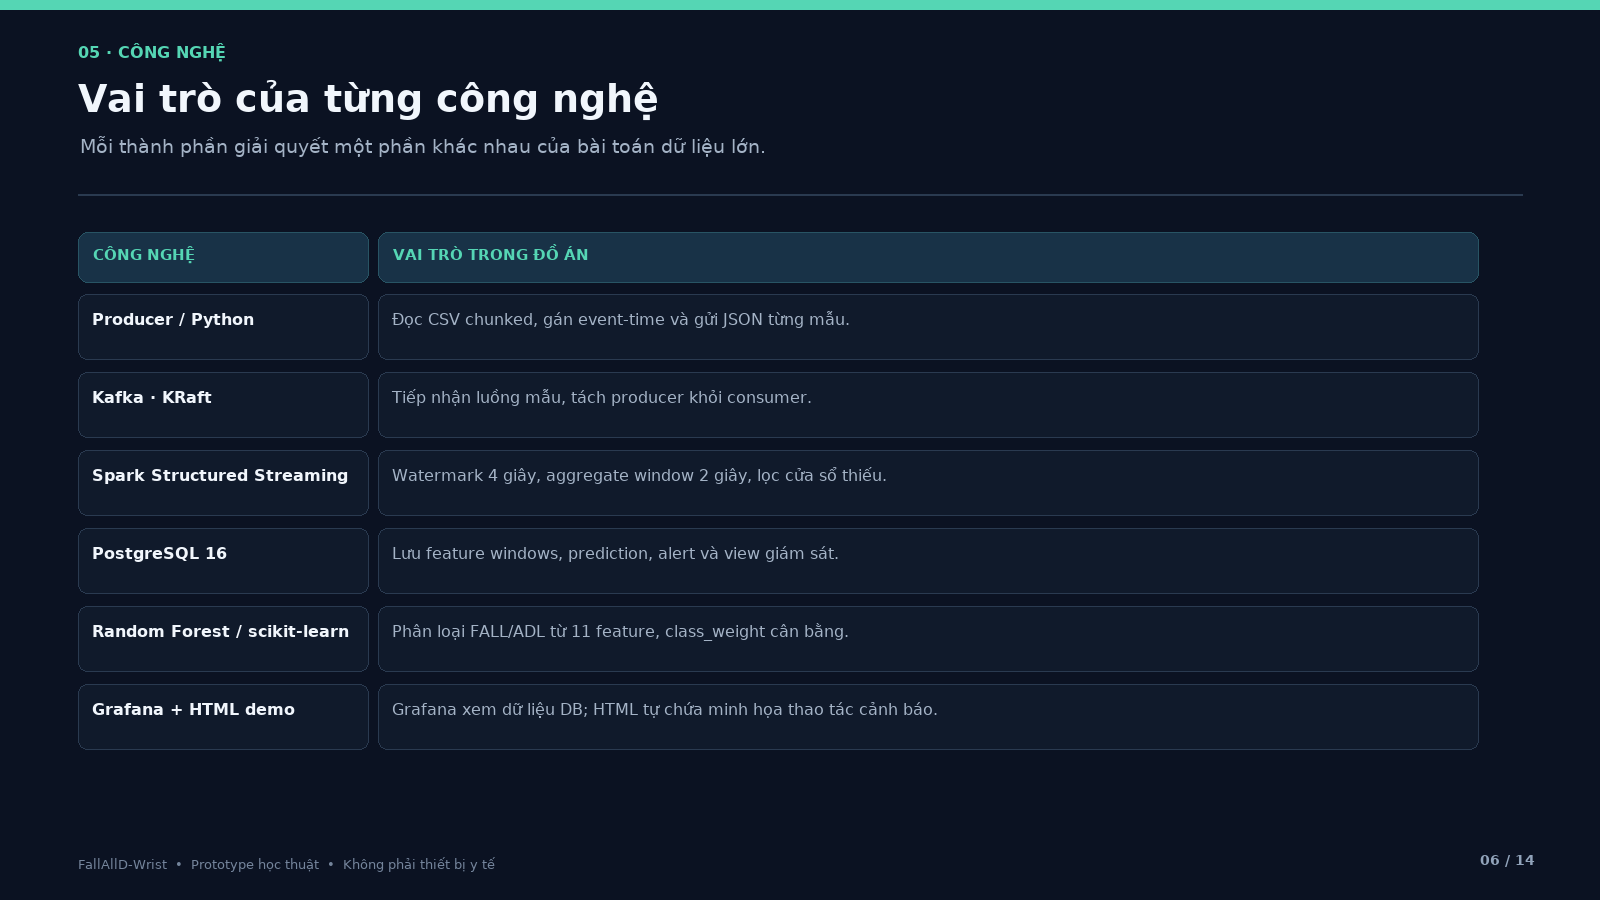 05 · CÔNG NGHỆ
Vai trò của từng công nghệ
Mỗi thành phần giải quyết một phần khác nhau của bài toán dữ liệu lớn.
CÔNG NGHỆ
VAI TRÒ TRONG ĐỒ ÁN
Producer / Python
Đọc CSV chunked, gán event-time và gửi JSON từng mẫu.
Kafka · KRaft
Tiếp nhận luồng mẫu, tách producer khỏi consumer.
Spark Structured Streaming
Watermark 4 giây, aggregate window 2 giây, lọc cửa sổ thiếu.
PostgreSQL 16
Lưu feature windows, prediction, alert và view giám sát.
Random Forest / scikit-learn
Phân loại FALL/ADL từ 11 feature, class_weight cân bằng.
Grafana + HTML demo
Grafana xem dữ liệu DB; HTML tự chứa minh họa thao tác cảnh báo.
FallAllD-Wrist • Prototype học thuật • Không phải thiết bị y tế
06 / 14